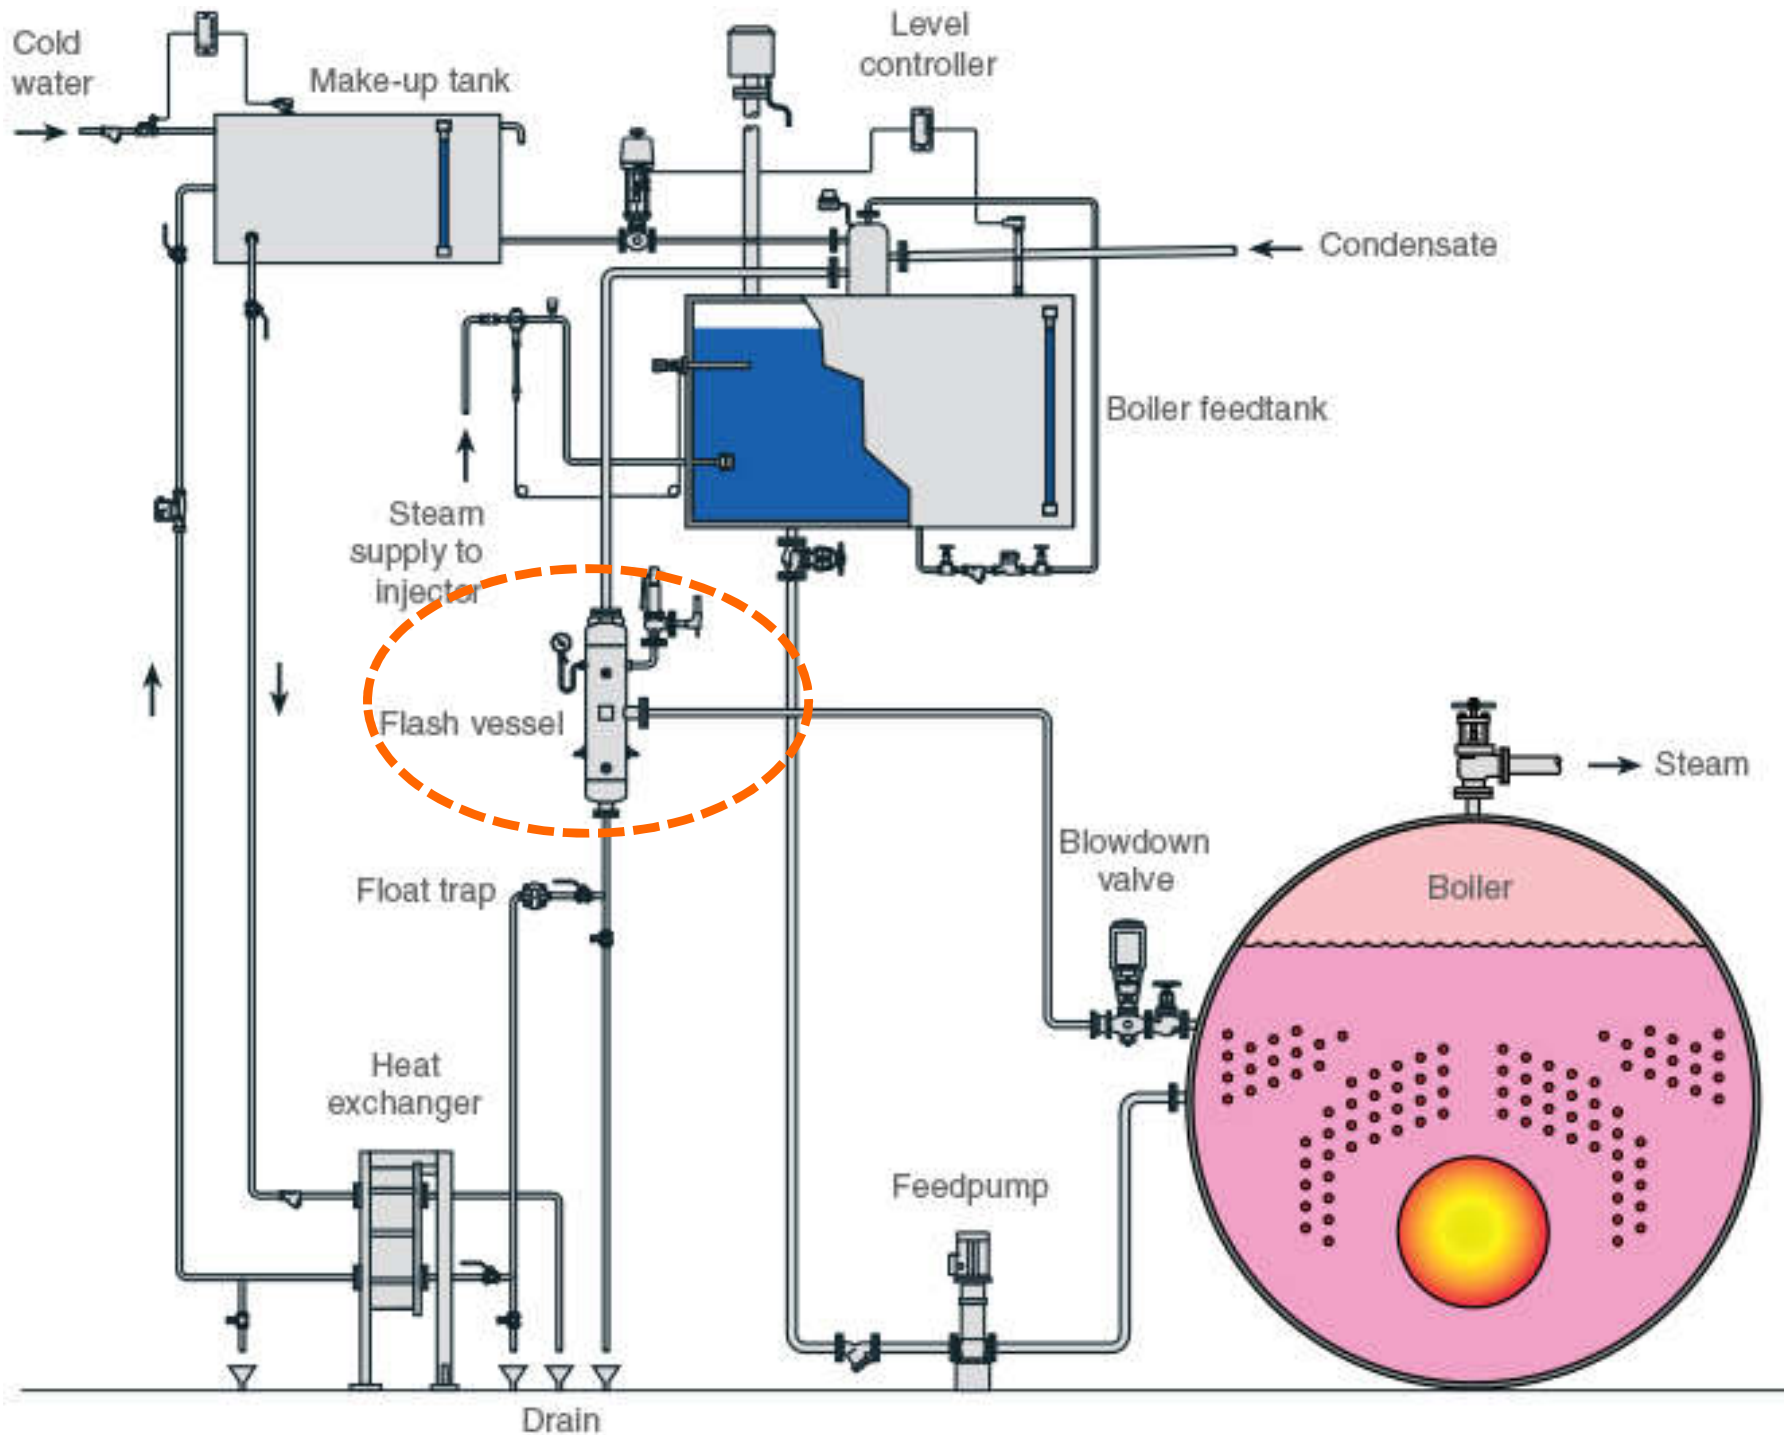 Cold
water
Make-up tank
Level
controller
Condensate
Boiler feedtank
Steam
supply to
injector
Flash vessel
Steam
Blowdown
valve
Boiler
Float trap
Heat
exchanger
Feedpump
Drain